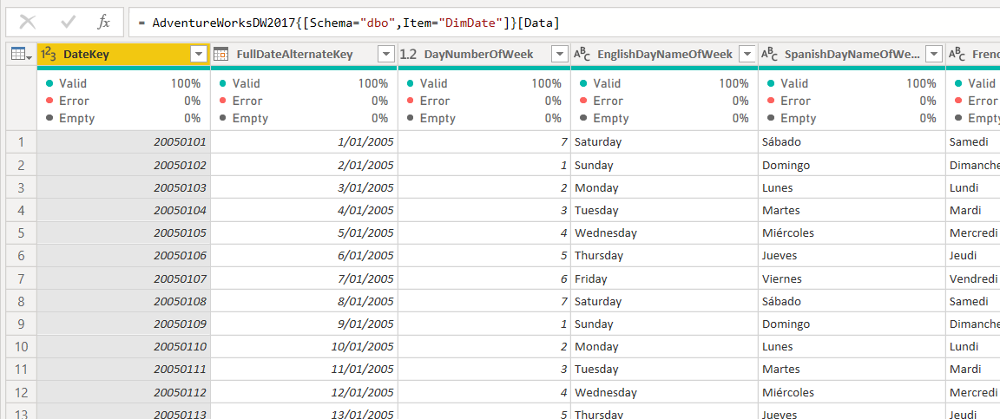 fx = AdventureWorksDW2017{[Schema="dbo",Item="DimDate"]}[Data]
123 DateKey FullDateAlternateKey 1.2 DayNumberOfWeek ABC EnglishDayNameOfWeek ABC SpanishDayNameOfWe... ABC Frenc
Valid 100% Valid 100% Valid 100% Valid 100% Valid 100% Valid
Error 0% Error 0% Error 0% Error 0% Error 0% Error
Empty 0% Empty 0% Empty 0% Empty 0% Empty 0% Empty
1 20050101 1/01/2005 7 Saturday Sábado Samedi
2 20050102 2/01/2005 1 Sunday Domingo Dimanche
3 20050103 3/01/2005 2 Monday Lunes Lundi
4 20050104 4/01/2005 3 Tuesday Martes Mardi
5 20050105 5/01/2005 4 Wednesday Miércoles Mercredi
6 20050106 6/01/2005 5 Thursday Jueves Jeudi
7 20050107 7/01/2005 6 Friday Viernes Vendredi
8 20050108 8/01/2005 7 Saturday Sábado Samedi
9 20050109 9/01/2005 1 Sunday Domingo Dimanche
10 20050110 10/01/2005 2 Monday Lunes Lundi
11 20050111 11/01/2005 3 Tuesday Martes Mardi
12 20050112 12/01/2005 4 Wednesday Miércoles Mercredi
13 20050113 13/01/2005 5 Thursday Jueves Jeudi